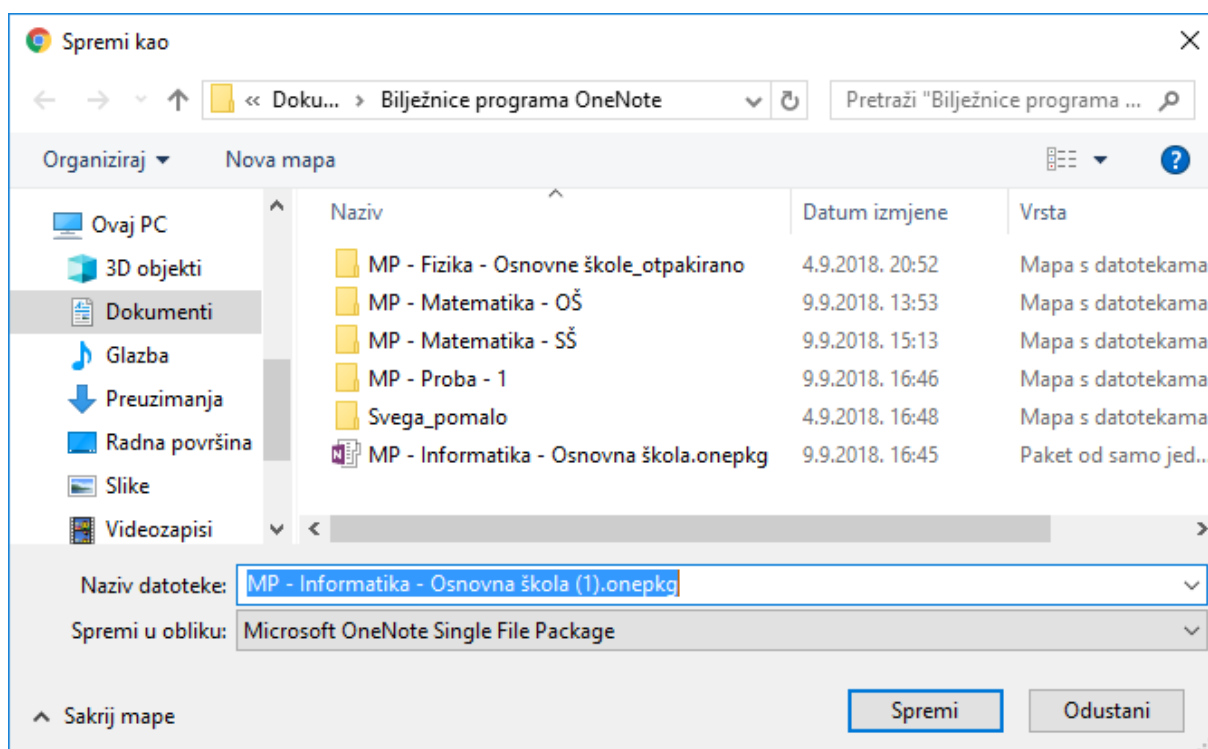 Spremi kao
« Doku... › Bilježnice programa OneNote
Pretraži "Bilježnice programa ...
Organiziraj
Nova mapa
Ovaj PC
3D objekti
Dokumenti
Glazba
Preuzimanja
Radna površina
Slike
Videozapisi
Naziv Datum izmjene Vrsta
MP - Fizika - Osnovne škole_otpakirano 4.9.2018. 20:52 Mapa s datotekama
MP - Matematika - OŠ 9.9.2018. 13:53 Mapa s datotekama
MP - Matematika - SŠ 9.9.2018. 15:13 Mapa s datotekama
MP - Proba - 1 9.9.2018. 16:46 Mapa s datotekama
Svega_pomalo 4.9.2018. 16:48 Mapa s datotekama
MP - Informatika - Osnovna škola.onepkg 9.9.2018. 16:45 Paket od samo jed...
Naziv datoteke: MP - Informatika - Osnovna škola (1).onepkg
Spremi u obliku: Microsoft OneNote Single File Package
Sakrij mape
Spremi
Odustani